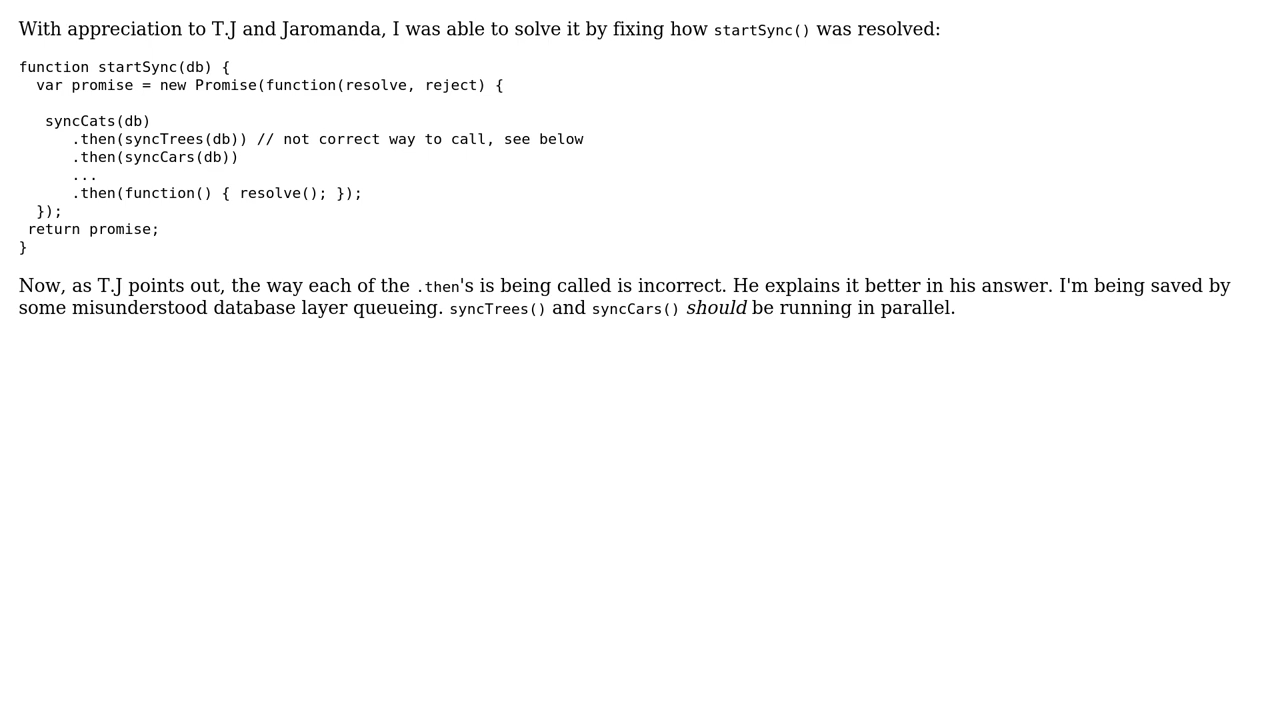 With appreciation to T.J and Jaromanda, I was able to solve it by fixing how startSync() was resolved:
function startSync(db) {
  var promise = new Promise(function(resolve, reject) {
   syncCats(db)
      .then(syncTrees(db)) // not correct way to call, see below
      .then(syncCars(db))
      ...
      .then(function() { resolve(); });
  });
 return promise;
}
Now, as T.J points out, the way each of the .then's is being called is incorrect. He explains it better in his answer. I'm being saved by
some misunderstood database layer queueing. syncTrees() and syncCars() should be running in parallel.